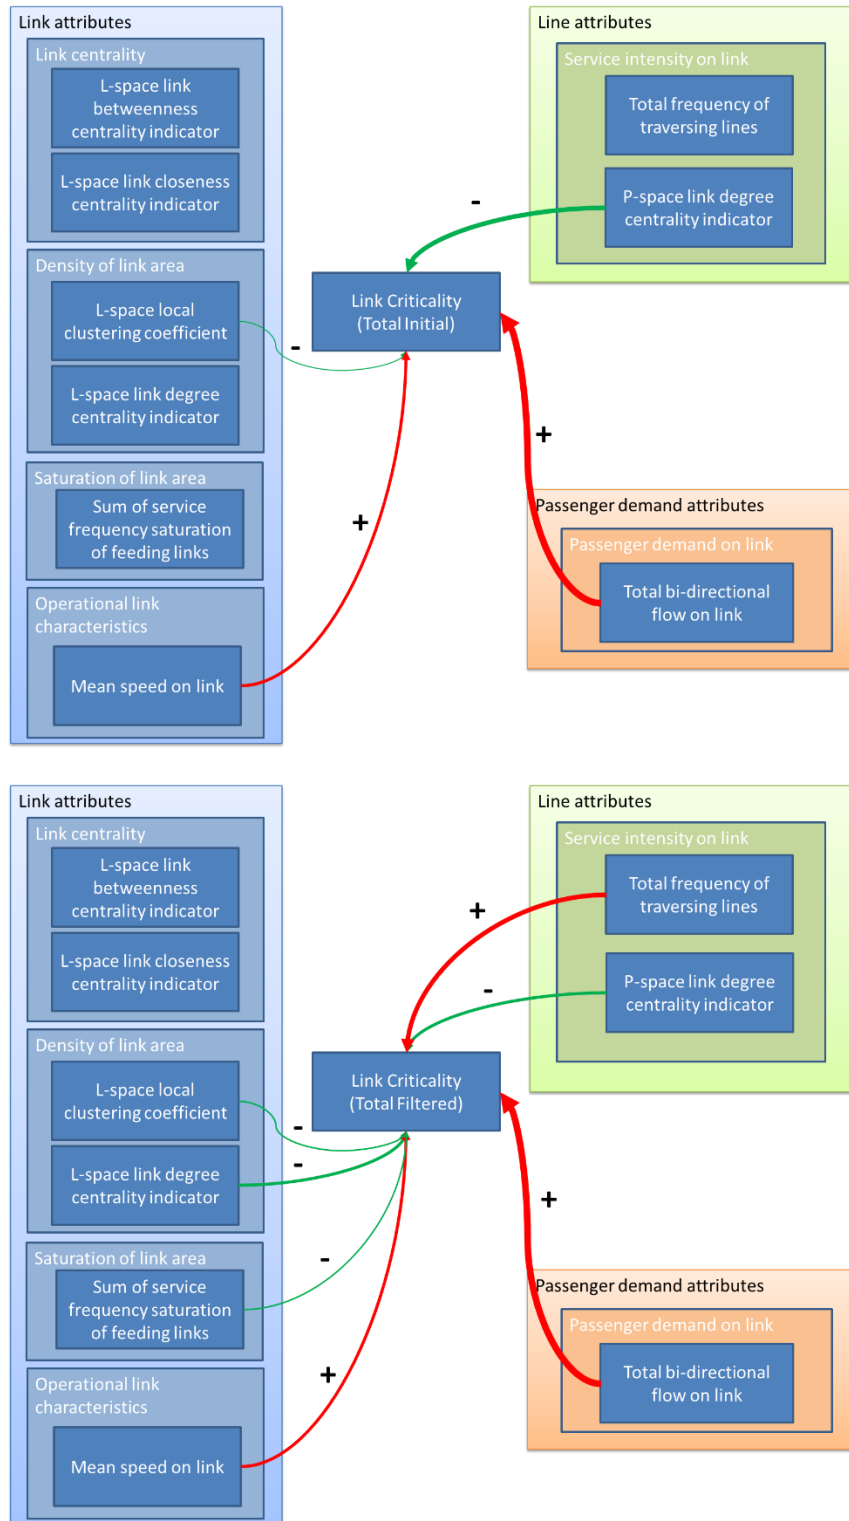 Link attributes
Link centrality
L-space link
betweenness
centrality indicator
L-space link closeness
centrality indicator
Density of link area
L-space local
clustering coefficient
L-space link degree
centrality indicator
Saturation of link area
Sum of service
frequency saturation
of feeding links
Operational link
characteristics
Mean speed on link
-
+
Link Criticality
(Total Initial)
-
+
Line attributes
Service intensity on link
Total frequency of
traversing lines
P-space link degree
centrality indicator
Passenger demand attributes
Passenger demand on link
Total bi-directional
flow on link
Link attributes
Link centrality
L-space link
betweenness
centrality indicator
L-space link closeness
centrality indicator
Density of link area
L-space local
clustering coefficient
L-space link degree
centrality indicator
Saturation of link area
Sum of service
frequency saturation
of feeding links
Operational link
characteristics
Mean speed on link
-
-
-
+
Link Criticality
(Total Filtered)
+
-
+
Line attributes
Service intensity on link
Total frequency of
traversing lines
P-space link degree
centrality indicator
Passenger demand attributes
Passenger demand on link
Total bi-directional
flow on link